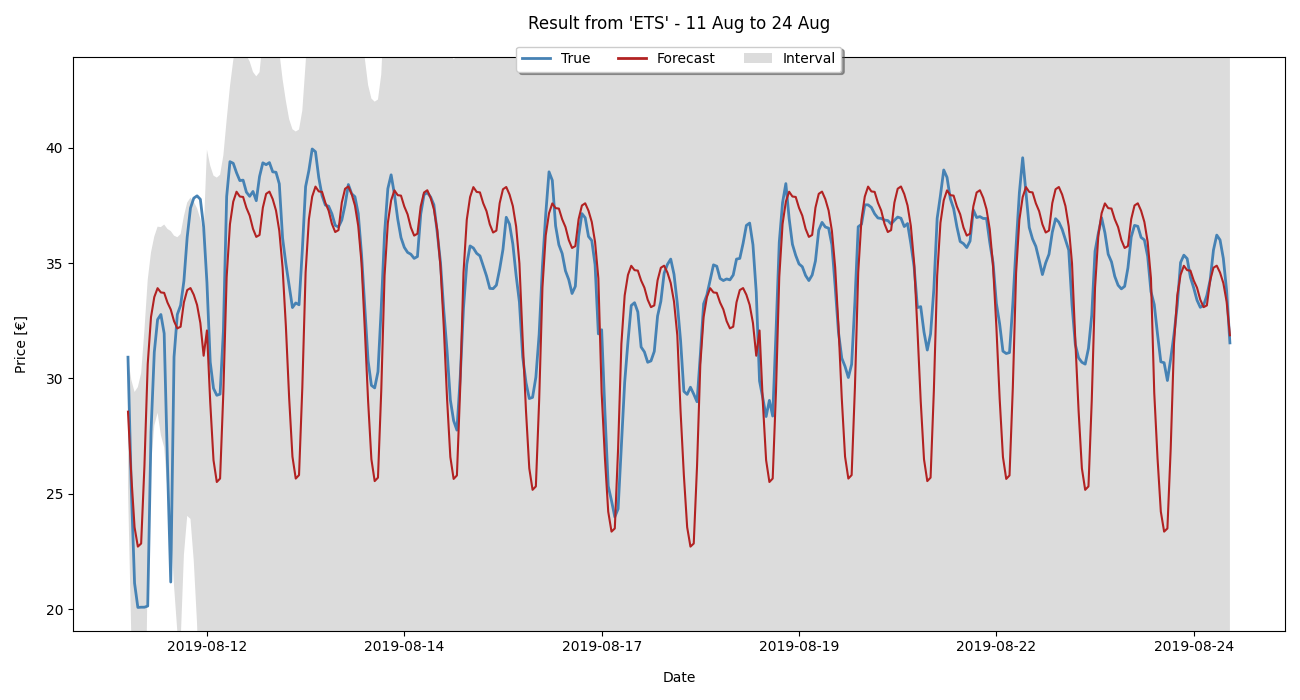 Result from 'ETS' - 11 Aug to 24 Aug
True Forecast Interval
Price [€]
40
35
30
25
20
2019-08-12 2019-08-14 2019-08-17 2019-08-19 2019-08-22 2019-08-24
Date